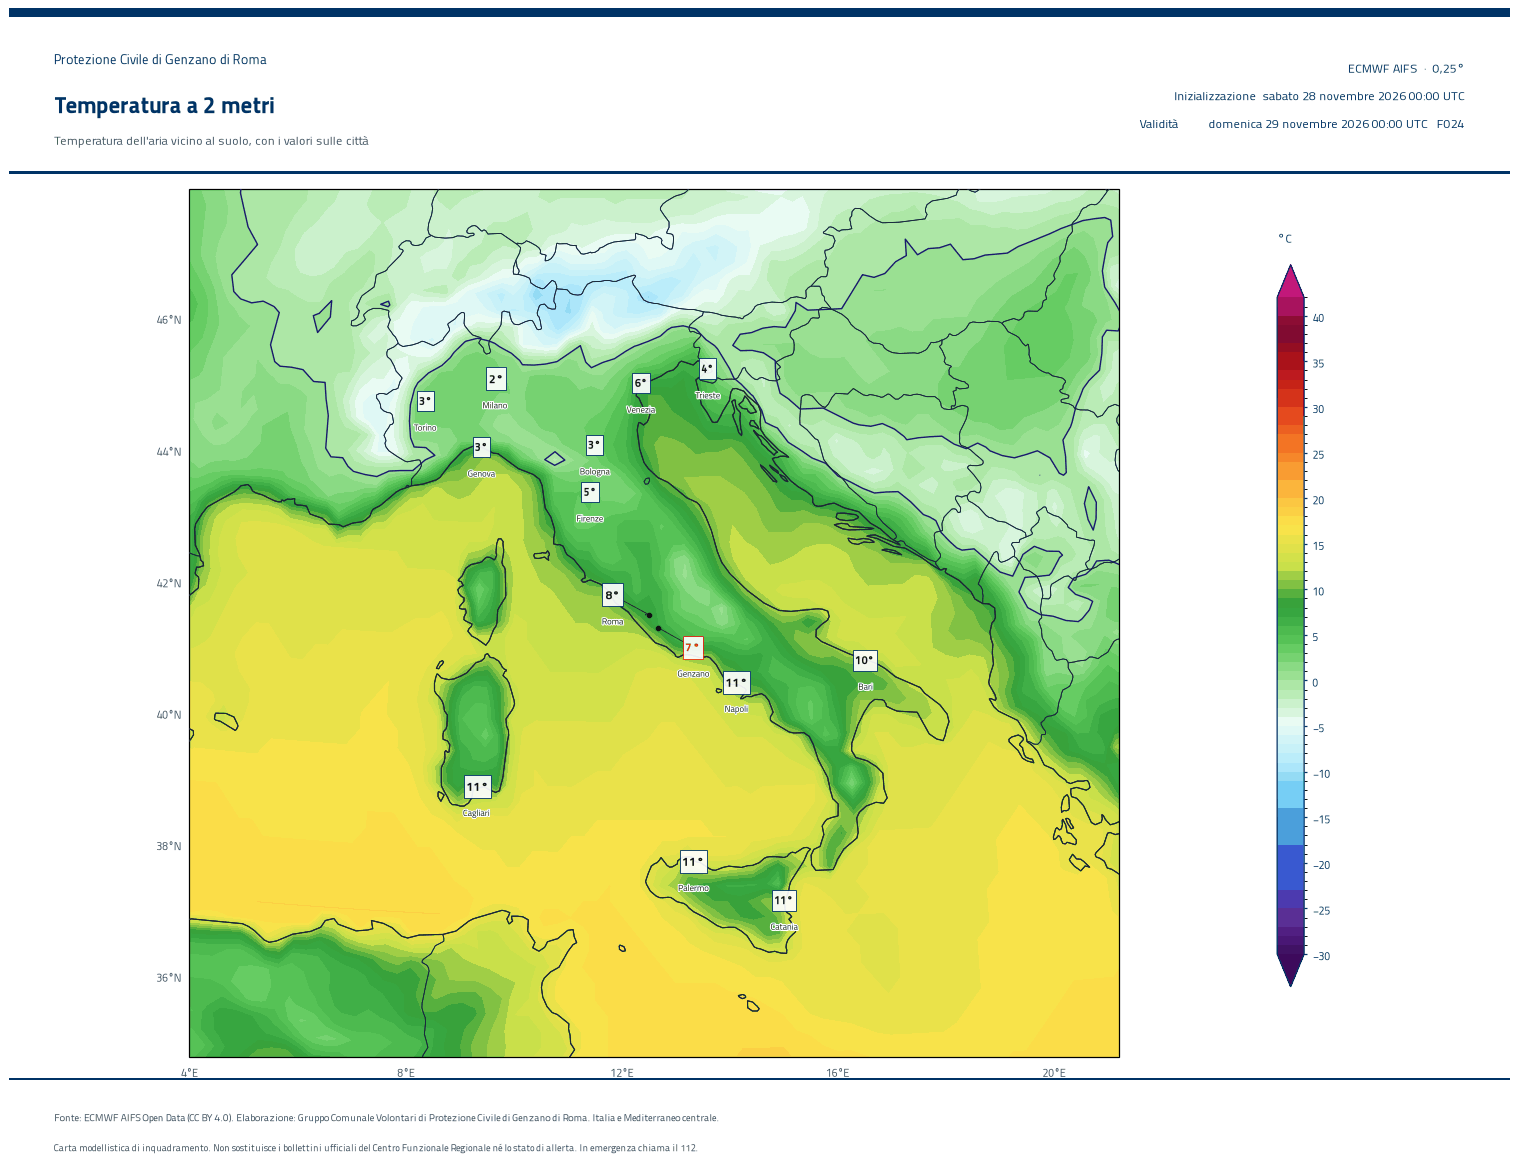 Protezione Civile di Genzano di Roma
Temperatura a 2 metri
Temperatura dell'aria vicino al suolo, con i valori sulle città
ECMWF AIFS · 0,25°
Inizializzazione sabato 28 novembre 2026 00:00 UTC
Validità domenica 29 novembre 2026 00:00 UTC F024
°C
40
35
30
25
20
15
10
5
0
−5
−10
−15
−20
−25
−30
46°N
44°N
42°N
40°N
38°N
36°N
4°E
8°E
12°E
16°E
20°E
4°
Trieste
2°
Milano
6°
Venezia
3°
Torino
3°
Genova
3°
Bologna
5°
Firenze
8°
Roma
7°
Genzano
10°
Bari
11°
Napoli
11°
Cagliari
11°
Palermo
11°
Catania
Fonte: ECMWF AIFS Open Data (CC BY 4.0). Elaborazione: Gruppo Comunale Volontari di Protezione Civile di Genzano di Roma. Italia e Mediterraneo centrale.
Carta modellistica di inquadramento. Non sostituisce i bollettini ufficiali del Centro Funzionale Regionale né lo stato di allerta. In emergenza chiama il 112.